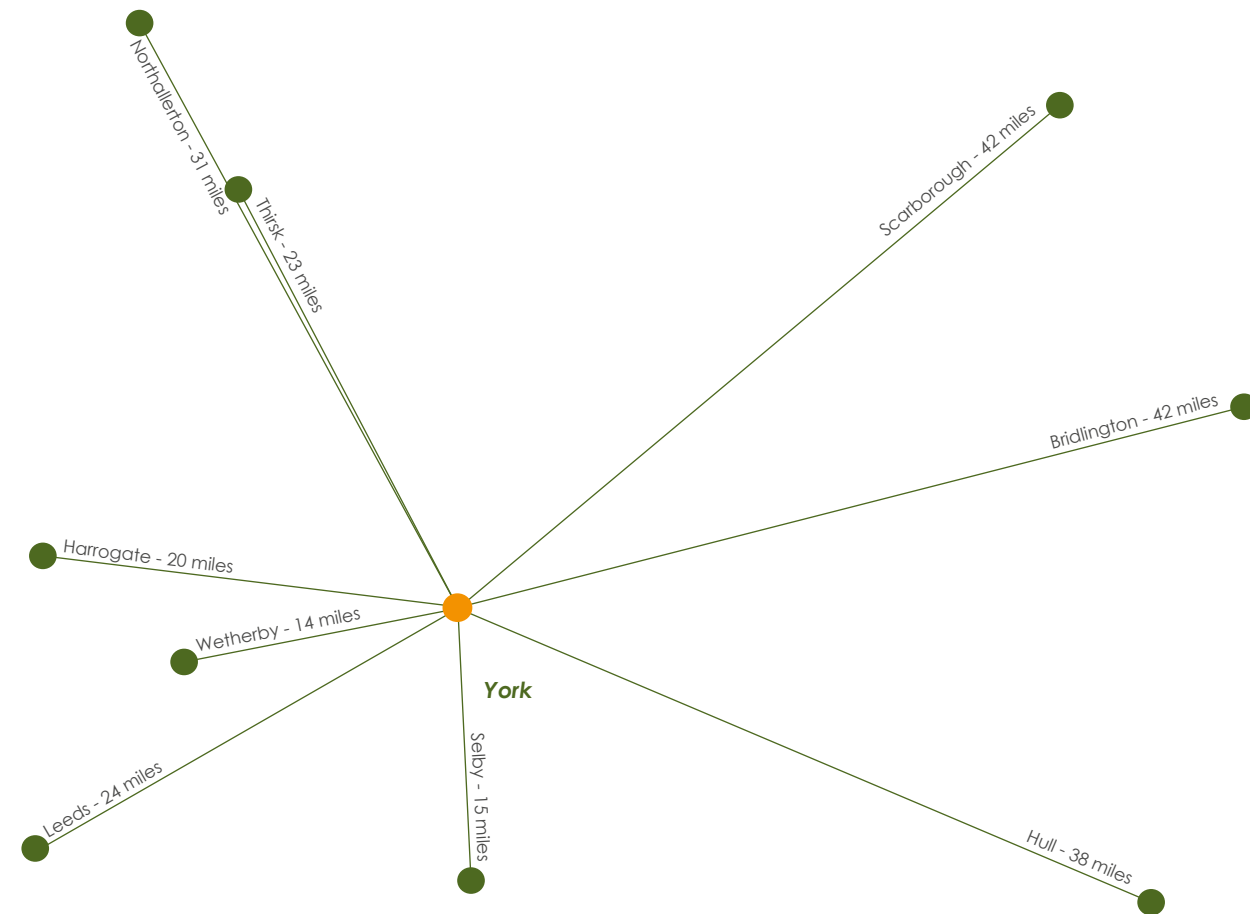 Northallerton - 31 miles
Scarborough - 42 miles
Thirsk - 23 miles
Bridlington - 42 miles
Harrogate - 20 miles
Wetherby - 14 miles
York
Selby - 15 miles
Leeds - 24 miles
Hull - 38 miles